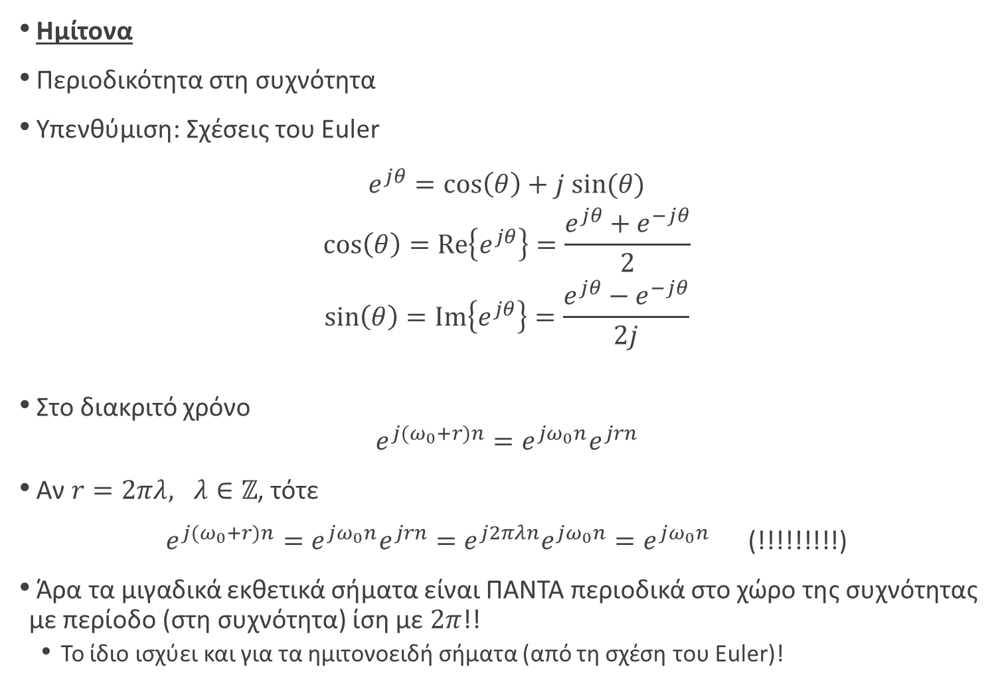 • Ημίτονα
• Περιοδικότητα στη συχνότητα
• Υπενθύμιση: Σχέσεις του Euler
$e^{j\theta} = \cos(\theta) + j \sin(\theta)$
$\cos(\theta) = \text{Re}\{e^{j\theta}\} = \frac{e^{j\theta} + e^{-j\theta}}{2}$
$\sin(\theta) = \text{Im}\{e^{j\theta}\} = \frac{e^{j\theta} - e^{-j\theta}}{2j}$
• Στο διακριτό χρόνο
$e^{j(\omega_0+r)n} = e^{j\omega_0 n} e^{jrn}$
• Αν $r = 2\pi\lambda, \; \lambda \in \mathbb{Z}$, τότε
$e^{j(\omega_0+r)n} = e^{j\omega_0 n} e^{jrn} = e^{j2\pi\lambda n} e^{j\omega_0 n} = e^{j\omega_0 n}$ (!!!!!!!!!)
• Άρα τα μιγαδικά εκθετικά σήματα είναι ΠΑΝΤΑ περιοδικά στο χώρο της συχνότητας
με περίοδο (στη συχνότητα) ίση με $2\pi$!!
• Το ίδιο ισχύει και για τα ημιτονοειδή σήματα (από τη σχέση του Euler)!